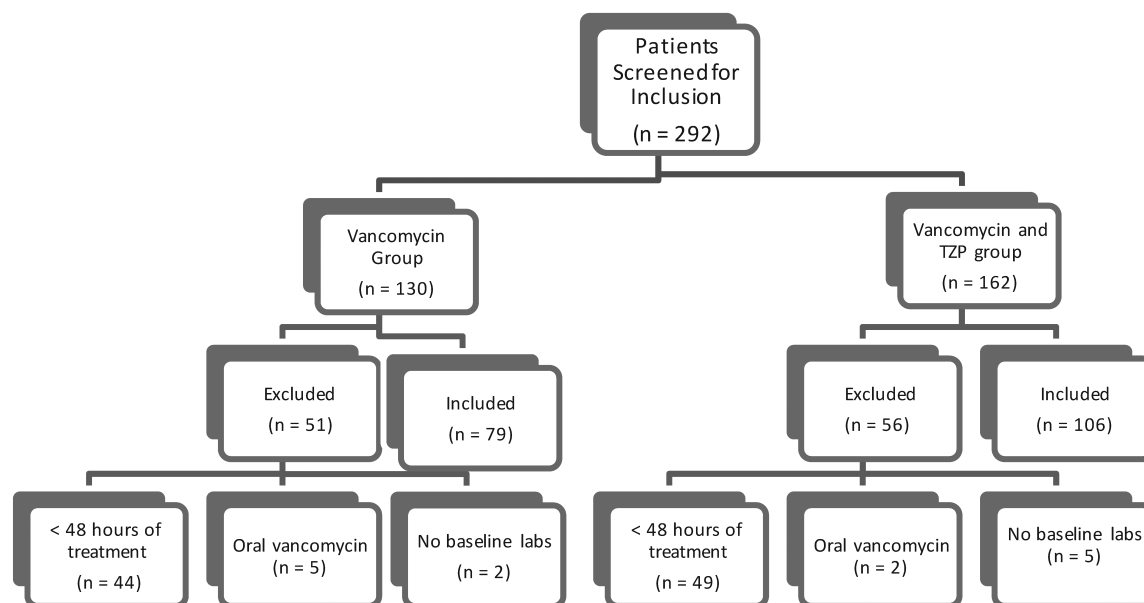 Patients
Screened for
Inclusion
(n = 292)
Vancomycin
Group
(n = 130)
Vancomycin and
TZP group
(n = 162)
Excluded
(n = 51)
Included
(n = 79)
Excluded
(n = 56)
Included
(n = 106)
< 48 hours of
treatment
(n = 44)
Oral vancomycin
(n = 5)
No baseline labs
(n = 2)
< 48 hours of
treatment
(n = 49)
Oral vancomycin
(n = 2)
No baseline labs
(n = 5)